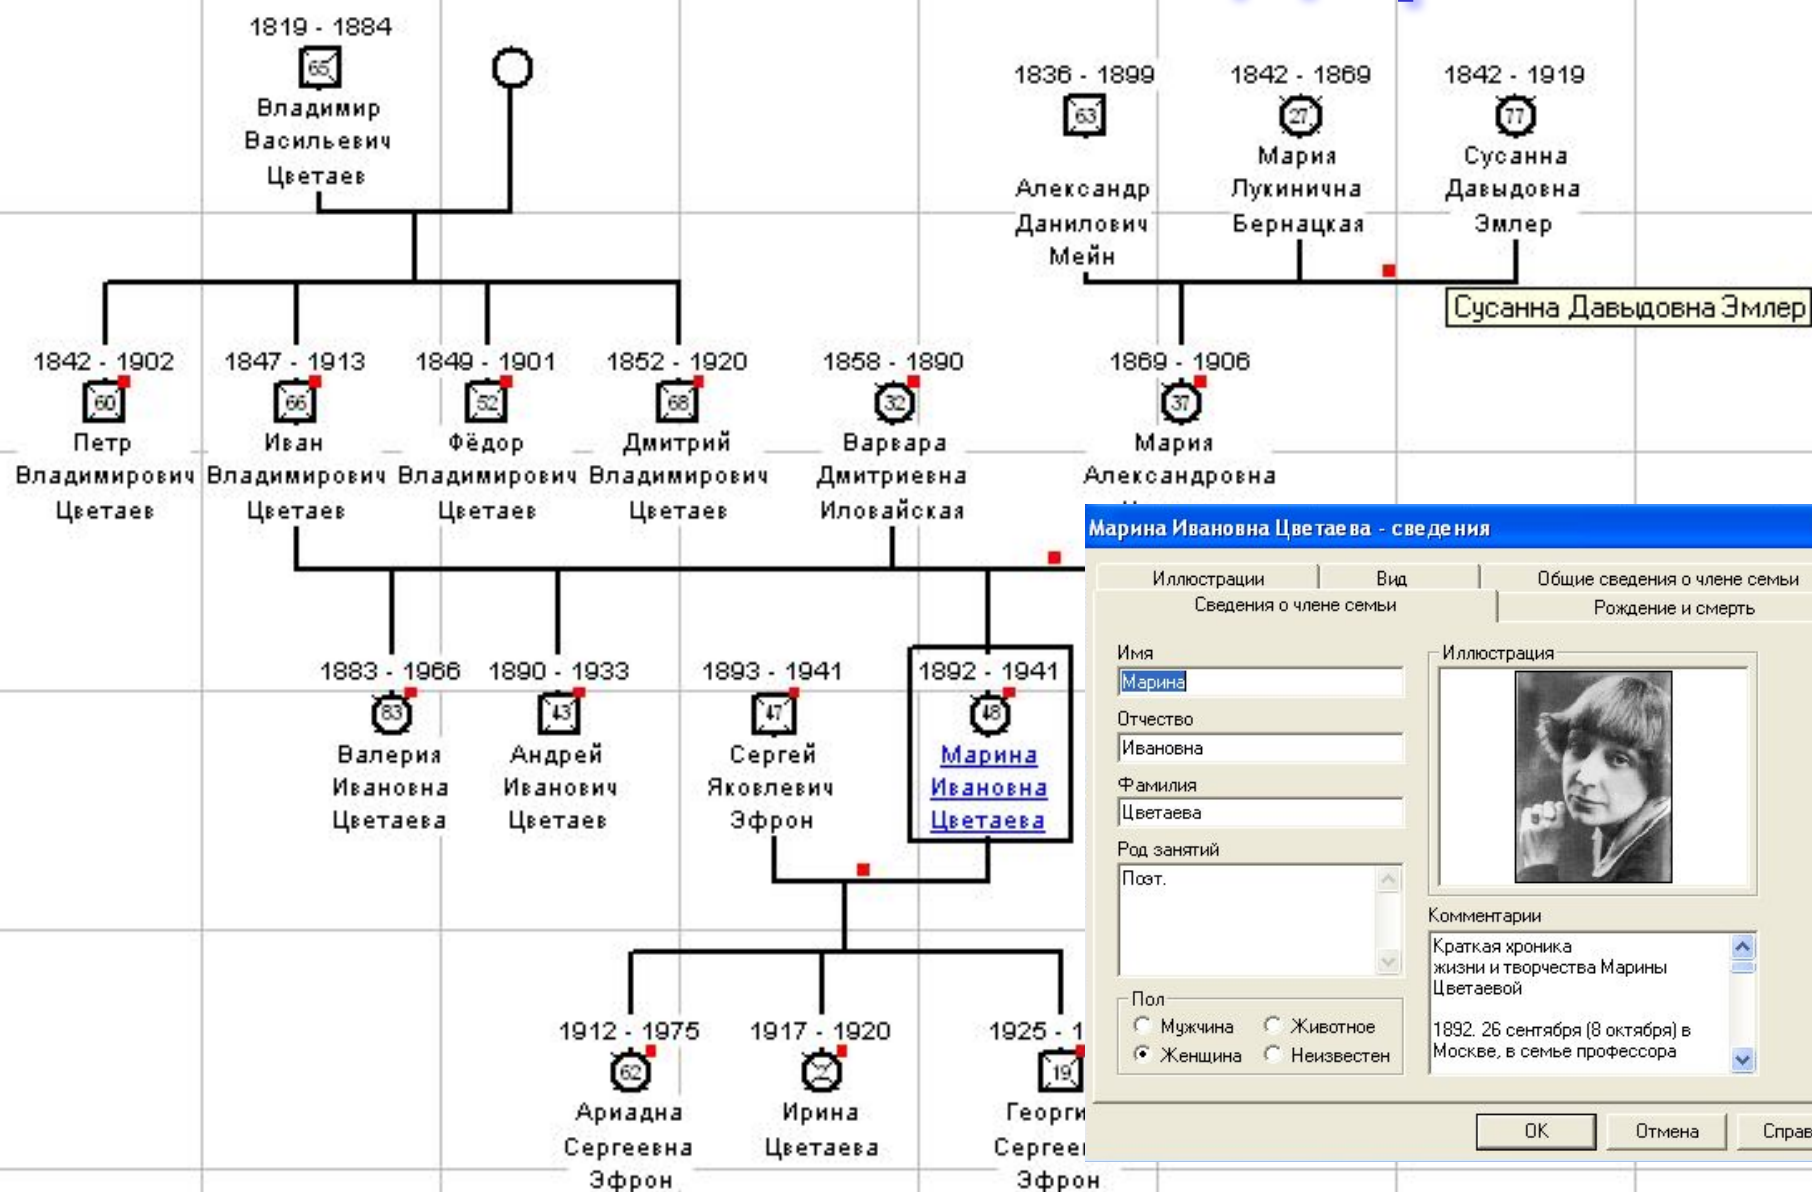 1819 - 1884
65
Владимир
Васильевич
Цветаев
1836 - 1899
63
Александр
Данилович
Мейн
1842 - 1869
27
Мария
Лукинична
Бернацкая
1842 - 1919
77
Сусанна
Давыдовна
Эмлер
Сусанна Давыдовна Эмлер
1842 - 1902
60
Петр
Владимирович
Цветаев
1847 - 1913
66
Иван
Владимирович
Цветаев
1849 - 1901
52
Фёдор
Владимирович
Цветаев
1852 - 1920
68
Дмитрий
Владимирович
Цветаев
1858 - 1890
32
Варвара
Дмитриевна
Иловайская
1869 - 1906
37
Мария
Александровна
1883 - 1966
83
Валерия
Ивановна
Цветаева
1890 - 1933
43
Андрей
Иванович
Цветаев
1893 - 1941
47
Сергей
Яковлевич
Эфрон
1892 - 1941
48
Марина
Ивановна
Цветаева
1912 - 1975
62
Ариадна
Сергеевна
Эфрон
1917 - 1920
2
Ирина
Цветаева
1925 - 1
19
Георги
Сергее
Эфрон
Марина Ивановна Цветаева - сведения
Иллюстрации Вид Общие сведения о члене семьи
Сведения о члене семьи Рождение и смерть
Имя
Марина
Отчество
Ивановна
Фамилия
Цветаева
Род занятий
Поэт.
Пол
Мужчина Животное
Женщина Неизвестен
Иллюстрация
Комментарии
Краткая хроника
жизни и творчества Марины
Цветаевой
1892. 26 сентября (8 октября) в
Москве, в семье профессора
OK Отмена Справ